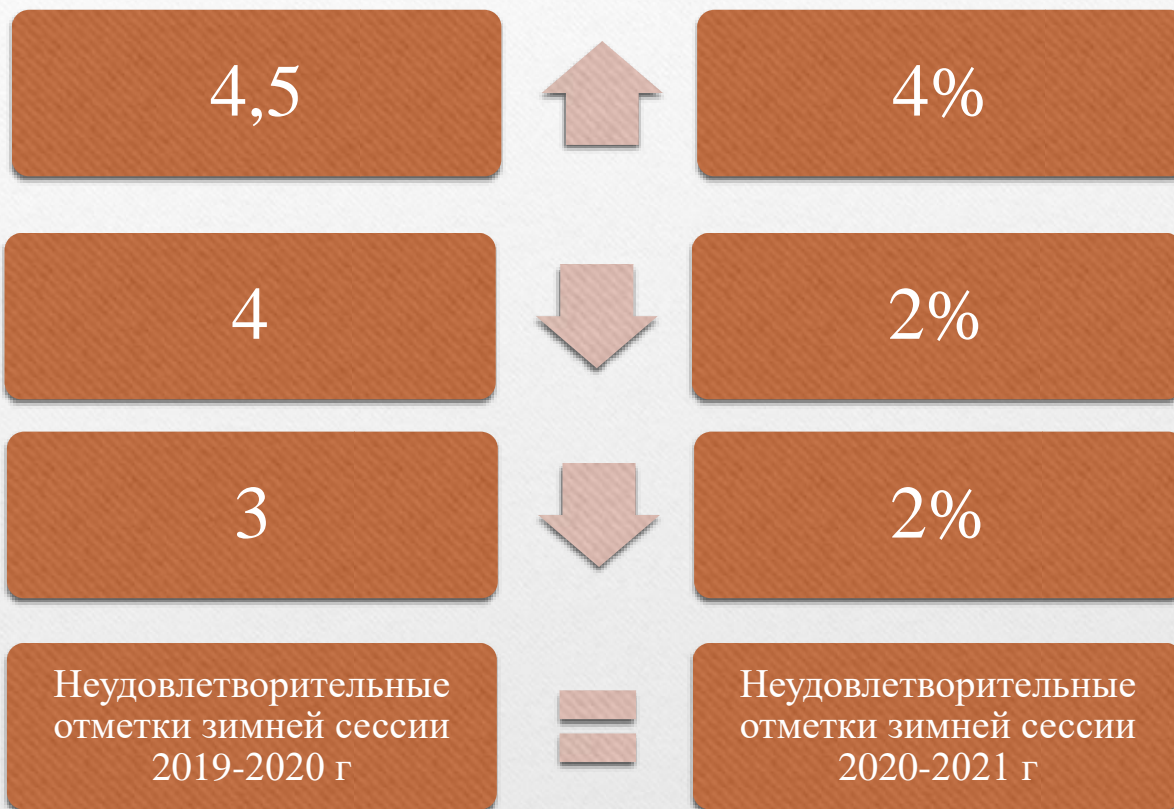 4,5
4%
4
2%
3
2%
Неудовлетворительные
отметки зимней сессии
2019-2020 г
Неудовлетворительные
отметки зимней сессии
2020-2021 г